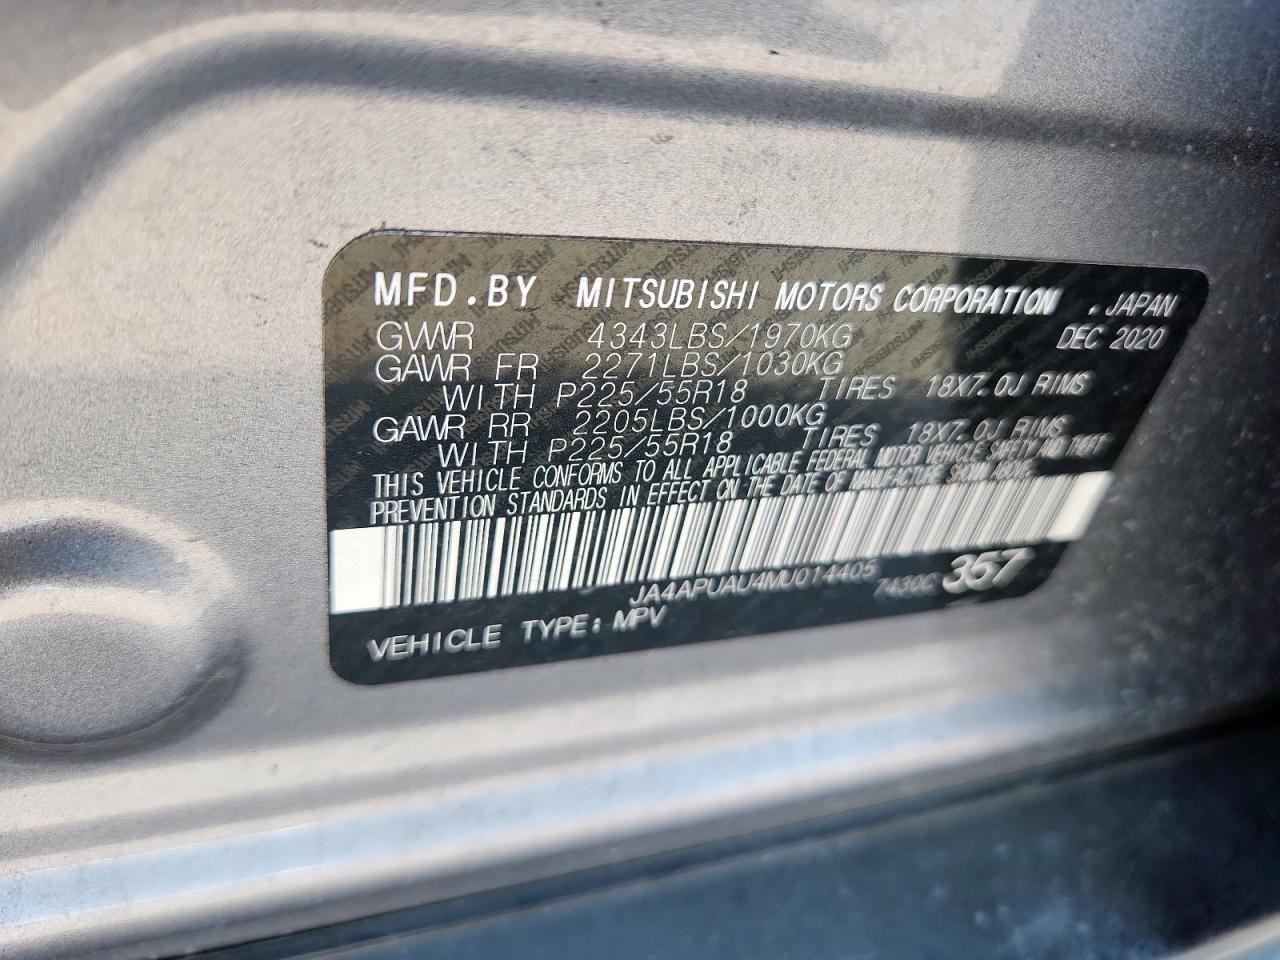 MFD.BY MITSUBISHI MOTORS CORPORATION .JAPAN
GVWR 4343LBS/1970KG DEC 2020
GAWR FR 2271LBS/1030KG
WITH P225/55R18 TIRES 18X7.0J RIMS
GAWR RR 2205LBS/1000KG
WITH P225/55R18 TIRES 18X7.0J RIMS
THIS VEHICLE CONFORMS TO ALL APPLICABLE FEDERAL MOTOR VEHICLE SAFETY AND THEFT
PREVENTION STANDARDS IN EFFECT ON THE DATE OF MANUFACTURE SHOWN ABOVE.
JA4APUAU4MU014405 7430C 357
VEHICLE TYPE: MPV